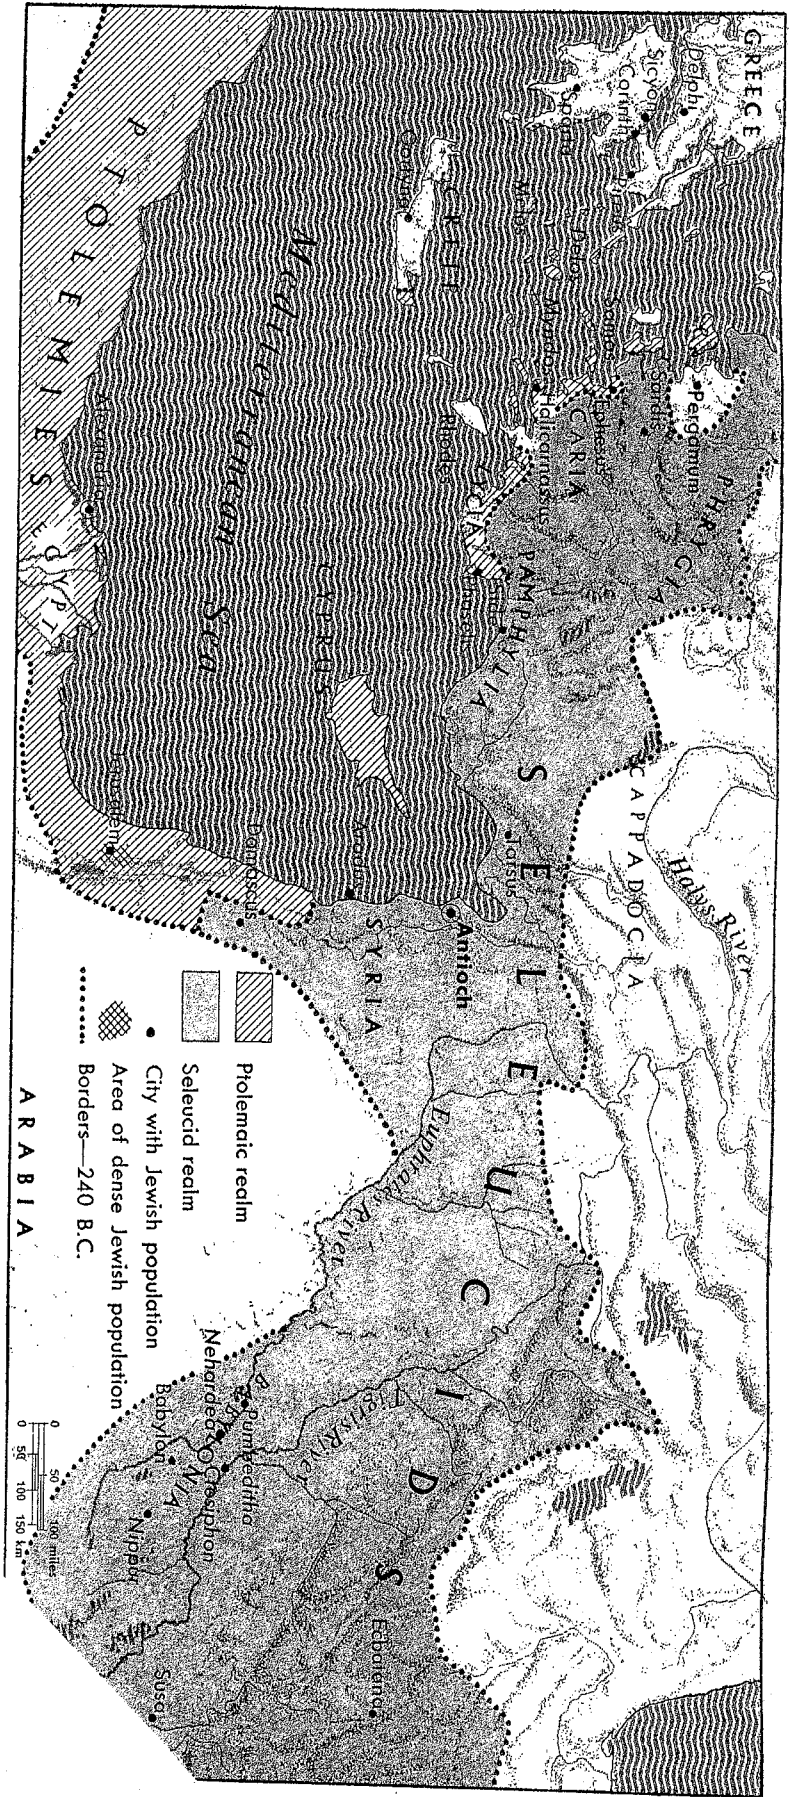 GREECE
Delphi
Sicyon
Corinth
Piraeus
Sparta
Melos
Delos
Samos
Myndos
Halicarnassus
Ephesus
Sardis
Pergamum
PHRYGIA
CARIA
LYCIA
Rhodes
CRETE
Gortyna
PAMPHYLIA
Side
Phaselis
CAPPADOCIA
Halys River
Tarsus
Antioch
SYRIA
Aradus
Damascus
CYPRUS
Mediterranean Sea
Jerusalem
EGYPT
Alexandria
PTOLEMIES
SELEUCIDS
Euphrates River
Tigris River
BABYLONIA
Pumbeditha
Nehardea
Ctesiphon
Babylon
Nippur
Ecbatana
Susa
Ptolemaic realm
Seleucid realm
City with Jewish population
Area of dense Jewish population
Borders—240 B.C.
ARABIA
0 50 100 miles
0 50 100 150 km